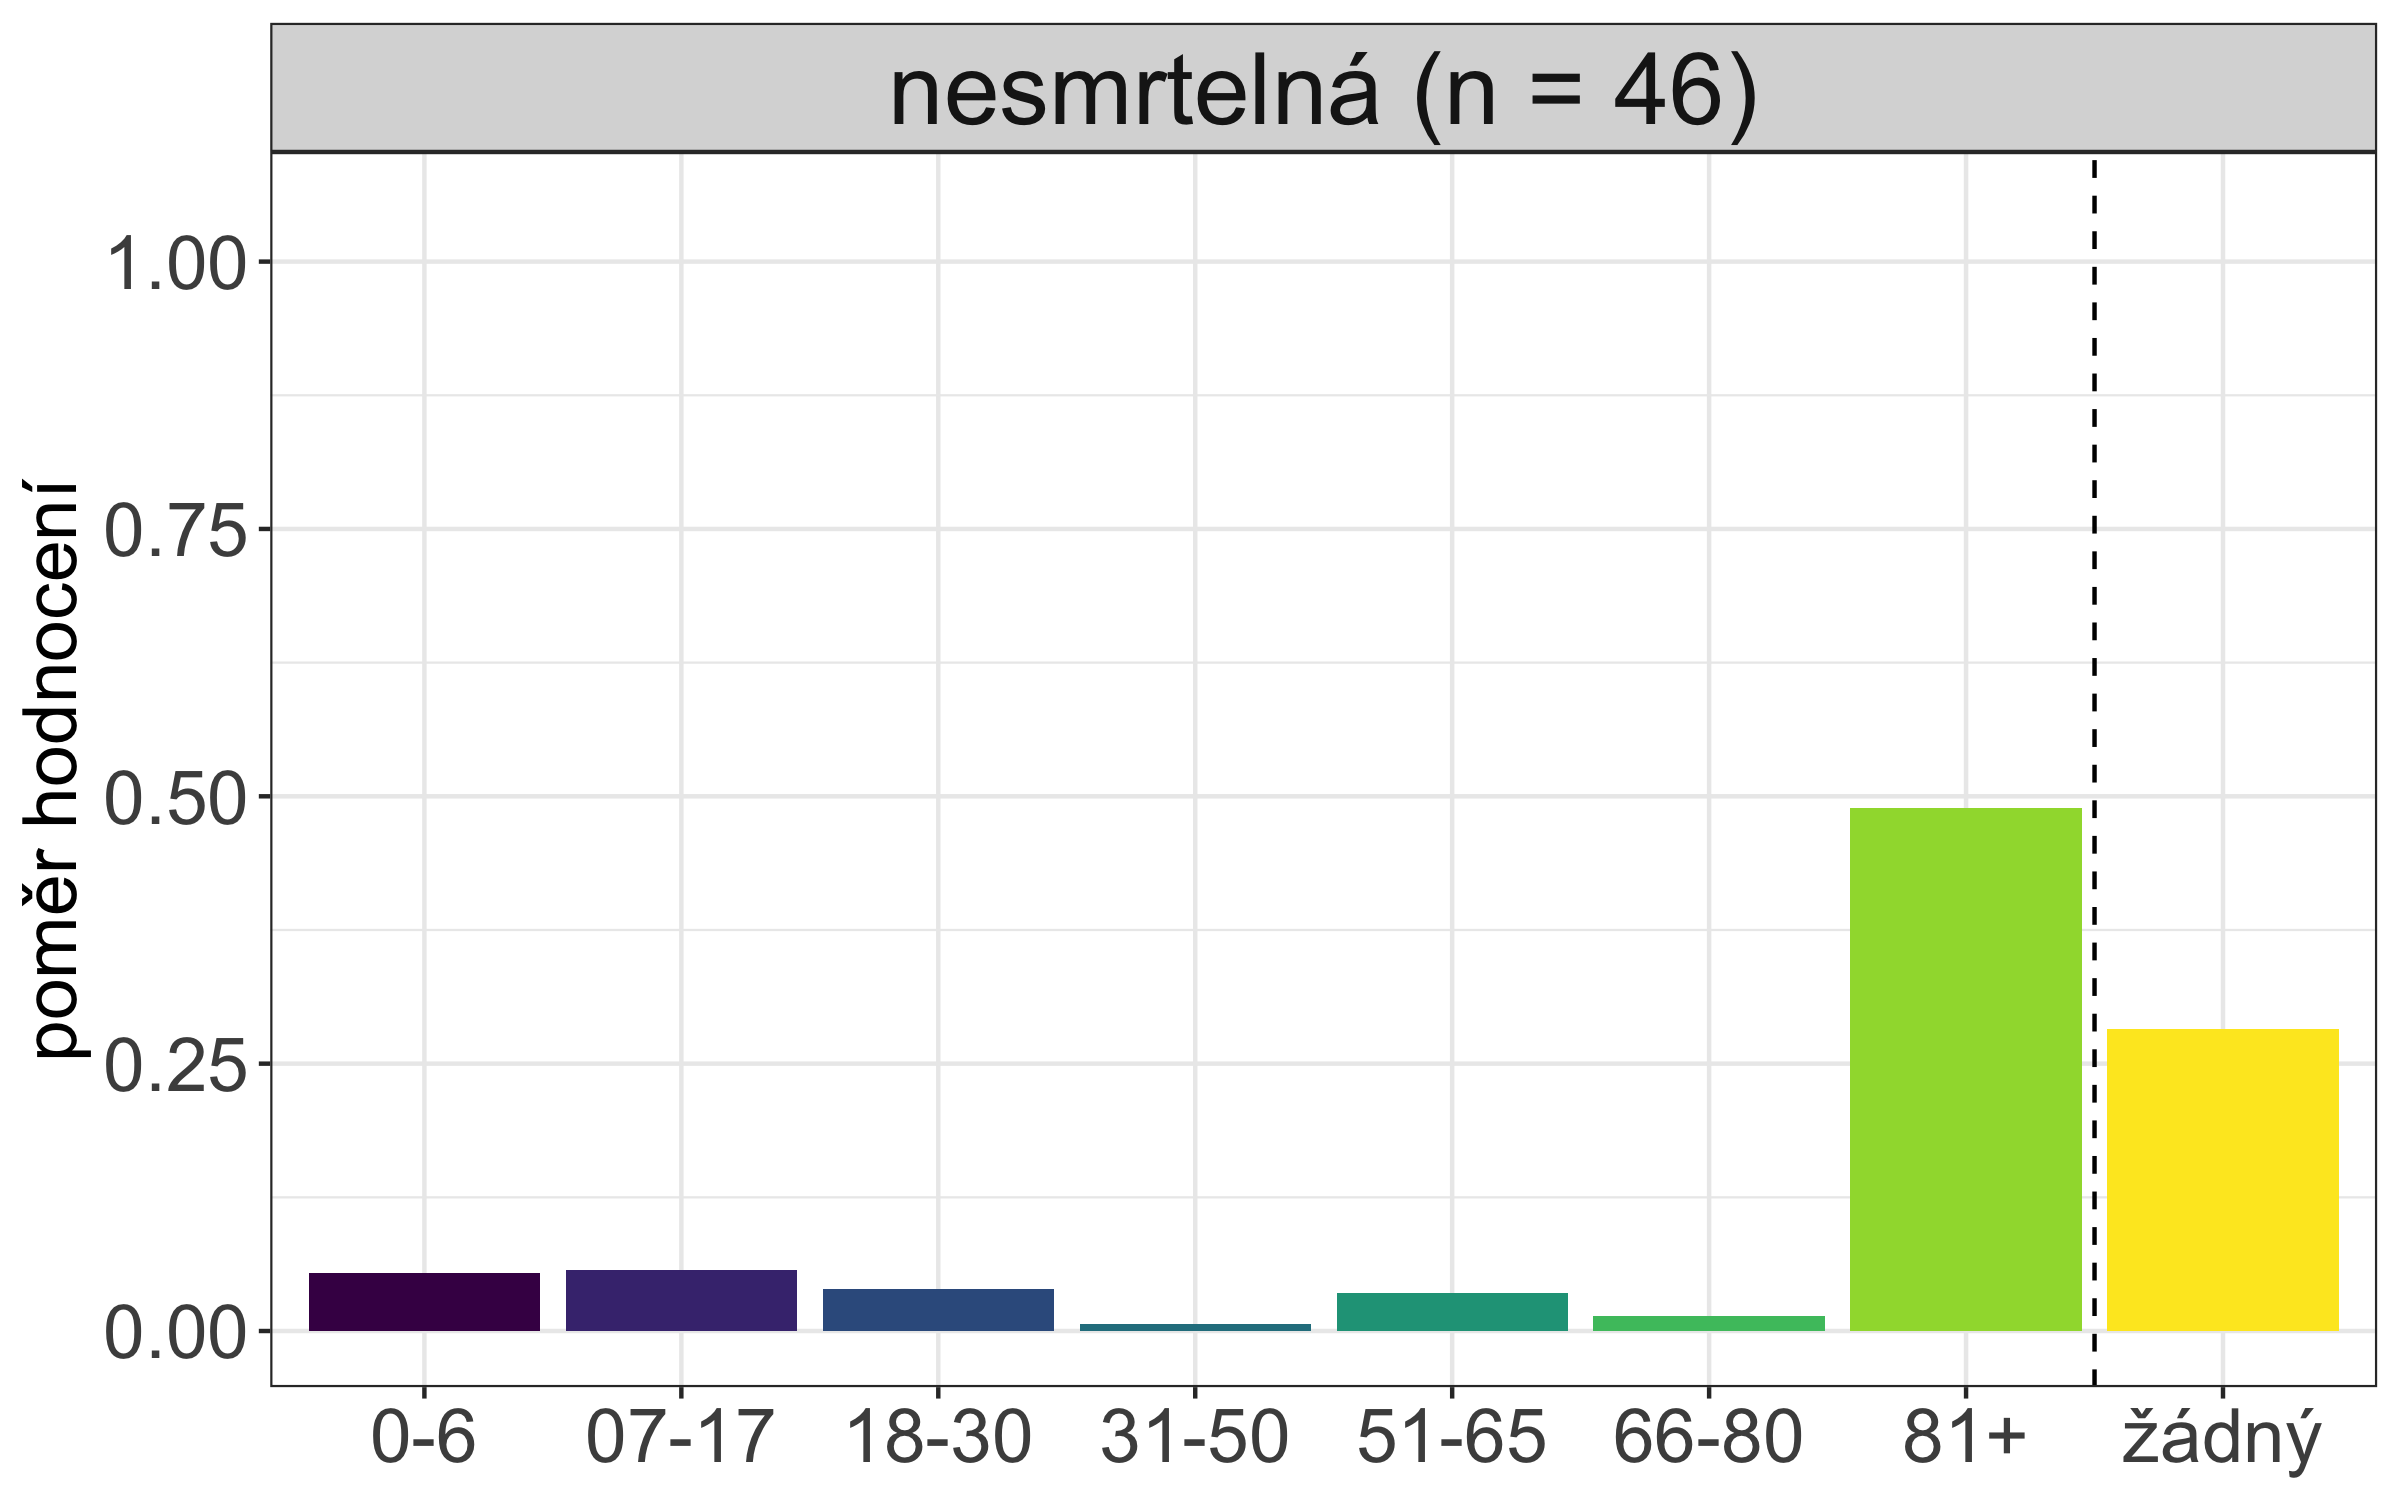 nesmrtelná (n = 46)
poměr hodnocení
1.00
0.75
0.50
0.25
0.00
0-6 07-17 18-30 31-50 51-65 66-80 81+ žádný